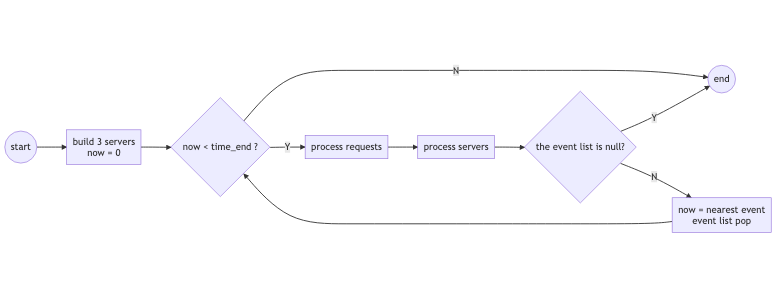 start
build 3 servers
now = 0
now < time_end ?
N
Y
process requests
process servers
the event list is null?
Y
end
N
now = nearest event
event list pop